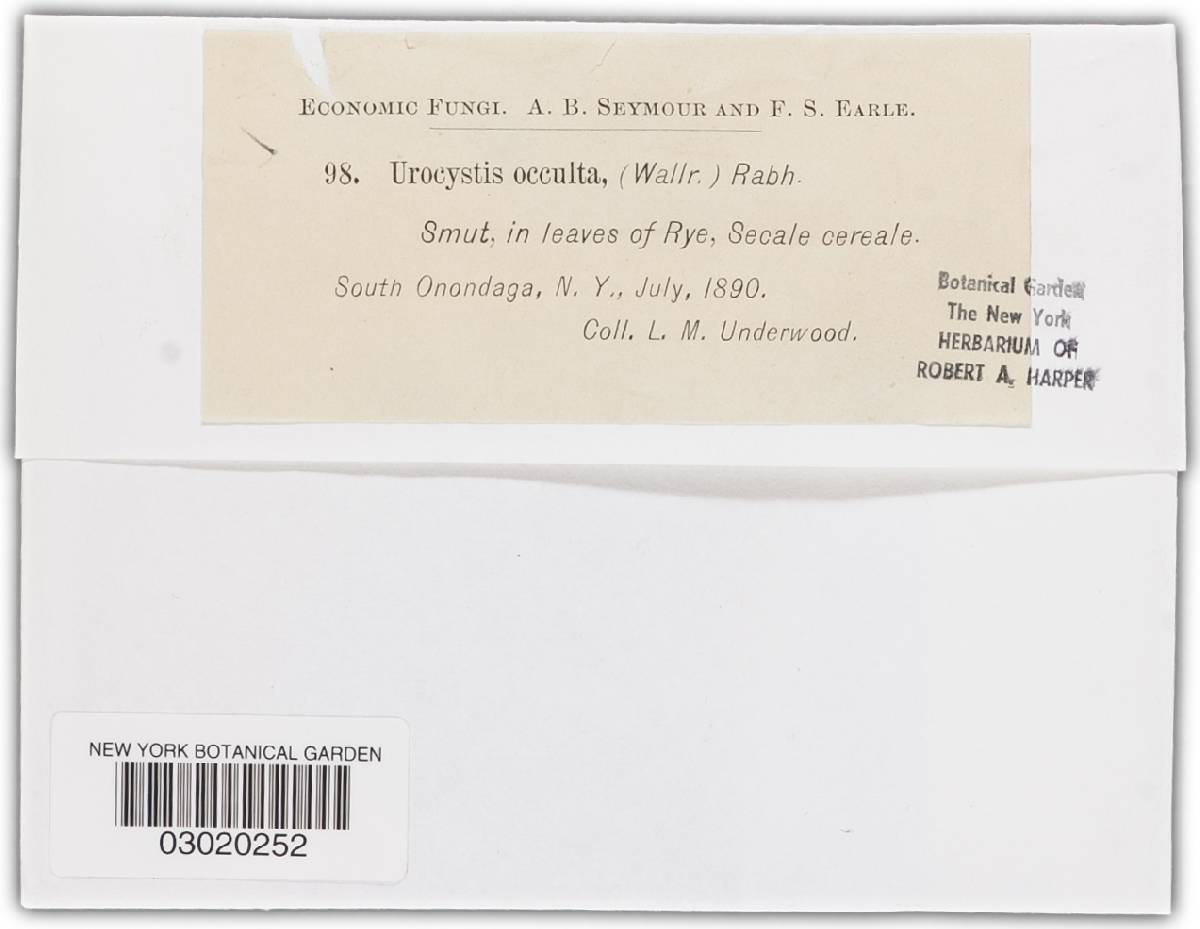 ECONOMIC FUNGI. A. B. SEYMOUR AND F. S. EARLE.
98. Urocystis occulta, (Wallr.) Rabh.
Smut, in leaves of Rye, Secale cereale.
South Onondaga, N. Y., July, 1890.
Coll. L. M. Underwood.
Botanical Garden
The New York
HERBARIUM OF
ROBERT A. HARPER
NEW YORK BOTANICAL GARDEN
03020252